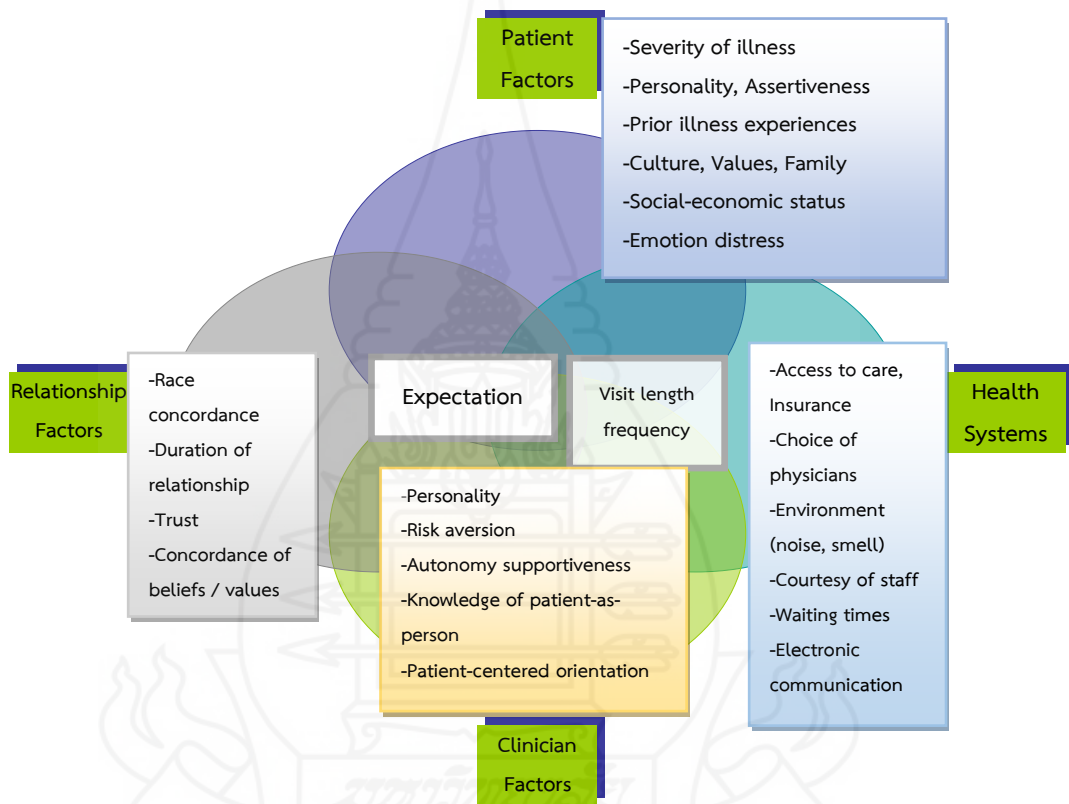 Patient
Factors
-Severity of illness
-Personality, Assertiveness
-Prior illness experiences
-Culture, Values, Family
-Social-economic status
-Emotion distress
Relationship
Factors
-Race
concordance
-Duration of
relationship
-Trust
-Concordance of
beliefs / values
Expectation
Visit length
frequency
-Access to care,
Insurance
-Choice of
physicians
-Environment
(noise, smell)
-Courtesy of staff
-Waiting times
-Electronic
communication
Health
Systems
-Personality
-Risk aversion
-Autonomy supportiveness
-Knowledge of patient-as-
person
-Patient-centered orientation
Clinician
Factors